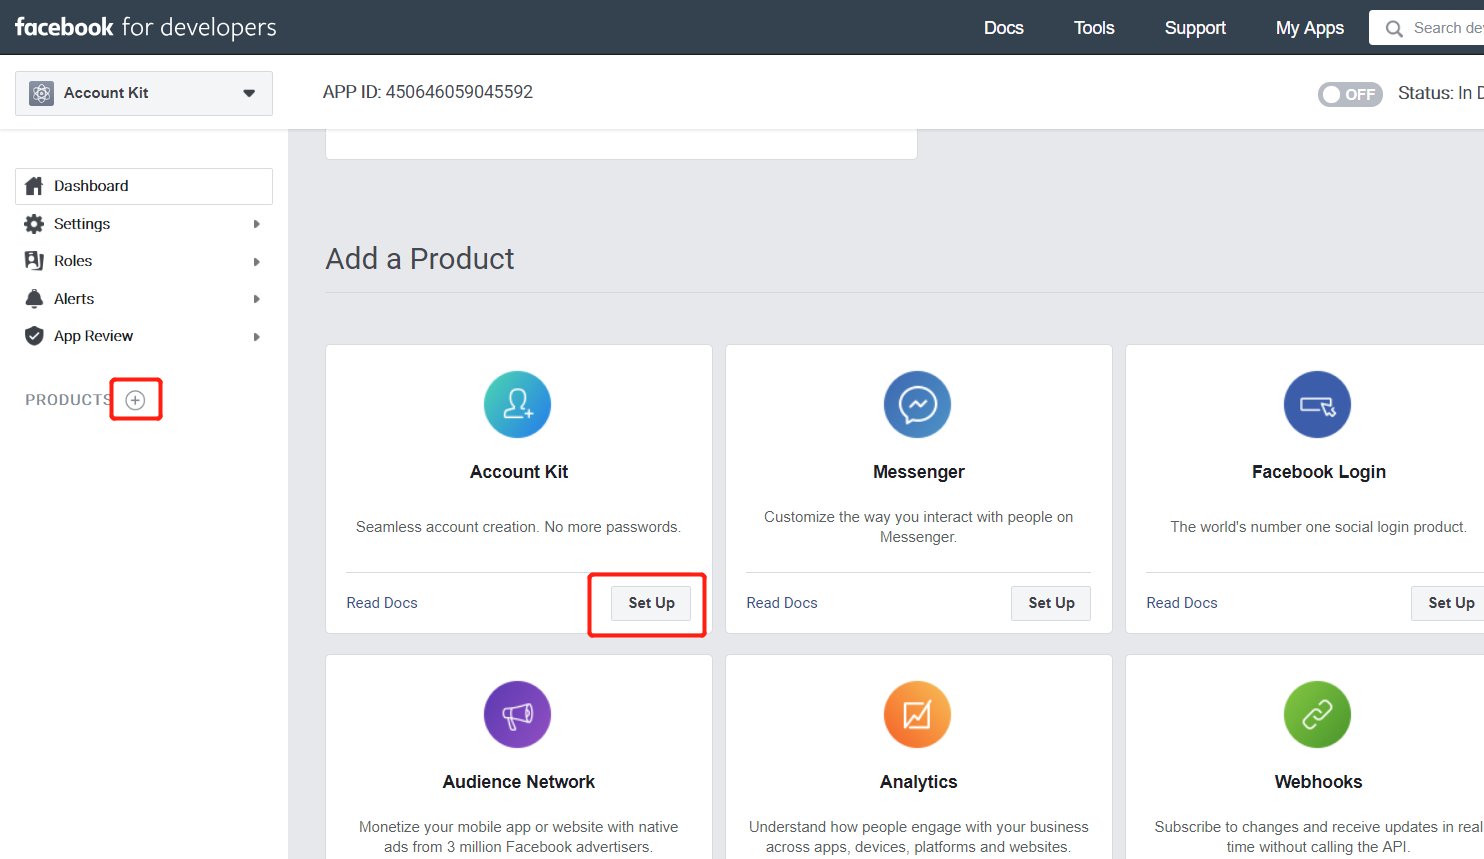 facebook for developers Docs Tools Support My Apps Search dev
Account Kit APP ID: 450646059045592 OFF Status: In D
Dashboard
Settings
Roles
Alerts
App Review
PRODUCTS
Add a Product
Account Kit
Seamless account creation. No more passwords.
Read Docs Set Up
Messenger
Customize the way you interact with people on
Messenger.
Read Docs Set Up
Facebook Login
The world's number one social login product.
Read Docs Set Up
Audience Network
Monetize your mobile app or website with native
ads from 3 million Facebook advertisers.
Analytics
Understand how people engage with your business
across apps, devices, platforms and websites.
Webhooks
Subscribe to changes and receive updates in real
time without calling the API.